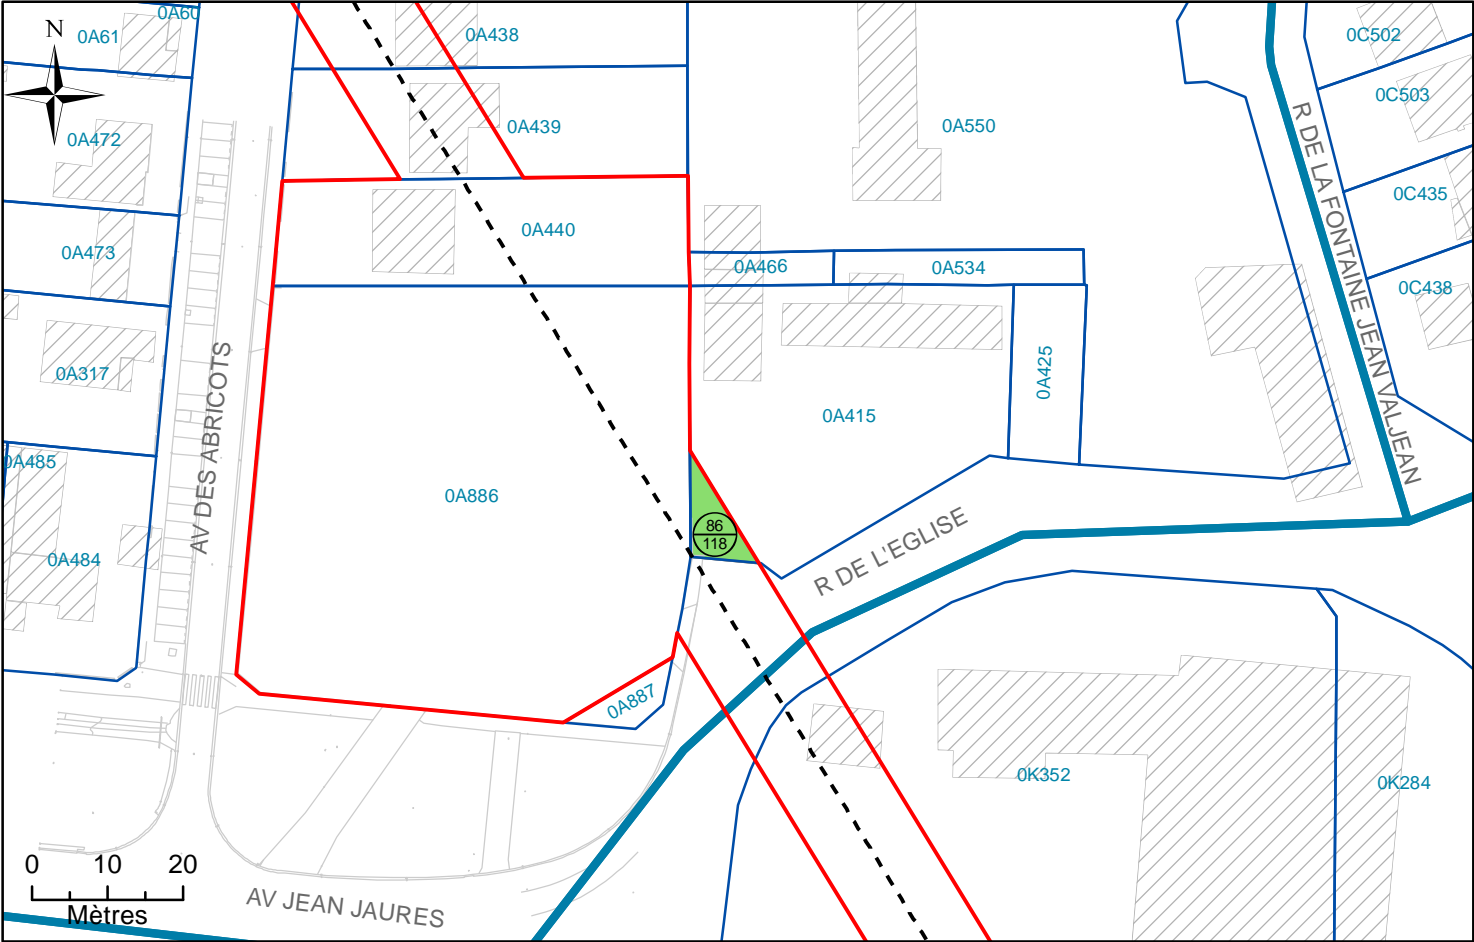 0A60
0A61
N
0A438
0C502
0C503
0A439
0A550
0A472
R DE LA FONTAINE JEAN VALJEAN
0C435
0A440
0A473
0A466
0A534
0C438
0A317
AV DES ABRICOTS
0A425
0A415
0A485
0A886
86
118
R DE L'EGLISE
0A484
0A887
0K352
0K284
0 10 20
Mètres
AV JEAN JAURES